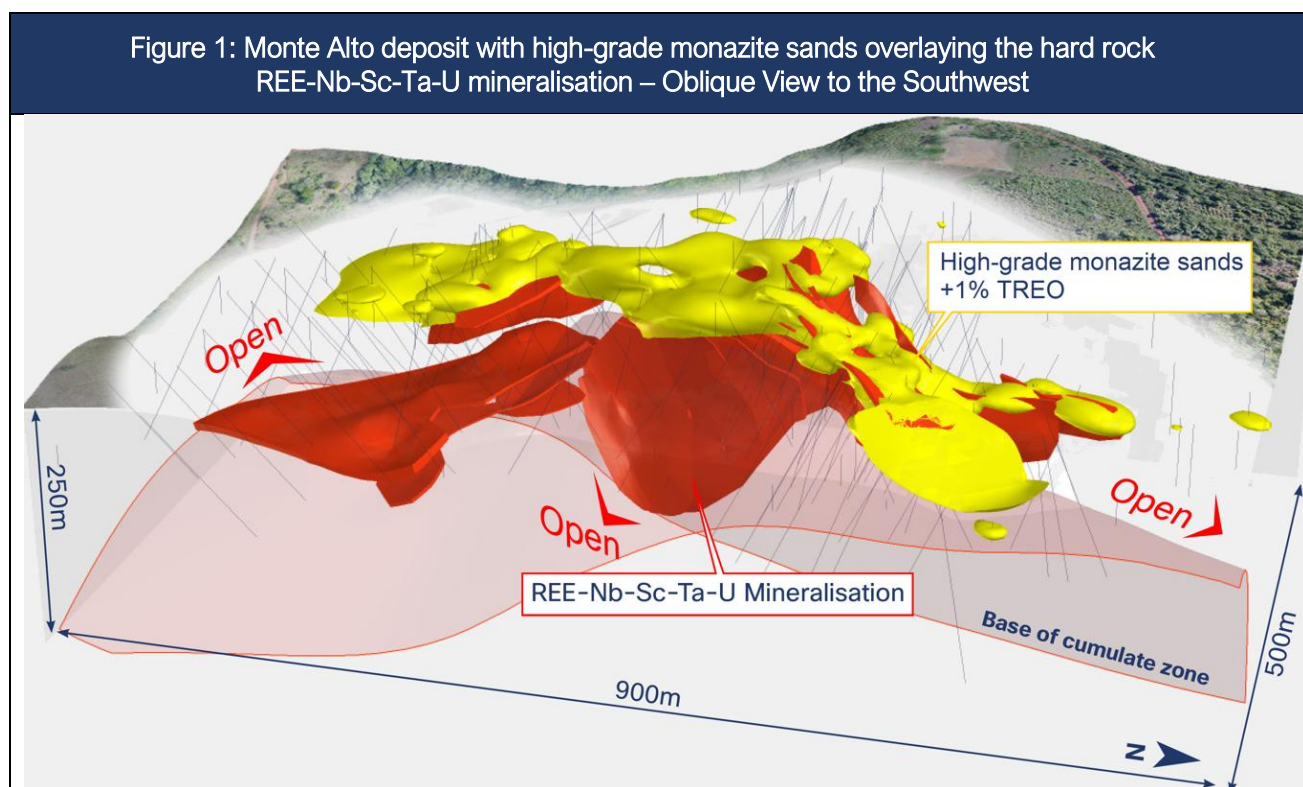 Figure 1: Monte Alto deposit with high-grade monazite sands overlaying the hard rock
REE-Nb-Sc-Ta-U mineralisation – Oblique View to the Southwest
High-grade monazite sands
+1% TREO
Open
250m
Open
Open
REE-Nb-Sc-Ta-U Mineralisation
Base of cumulate zone
500m
900m
N